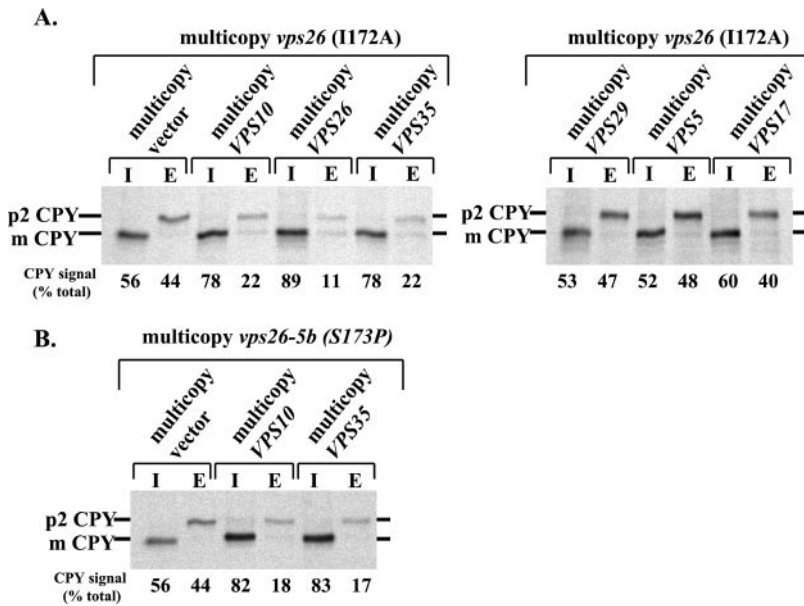 A.
multicopy vps26 (I172A)
multicopy vector
multicopy VPS10
multicopy VPS26
multicopy VPS35
I E I E I E I E
p2 CPY
m CPY
CPY signal (% total)
56 44 78 22 89 11 78 22
multicopy vps26 (I172A)
multicopy VPS29
multicopy VPS5
multicopy VPS17
I E I E I E
p2 CPY
m CPY
53 47 52 48 60 40
B.
multicopy vps26-5b (S173P)
multicopy vector
multicopy VPS10
multicopy VPS35
I E I E I E
p2 CPY
m CPY
CPY signal (% total)
56 44 82 18 83 17